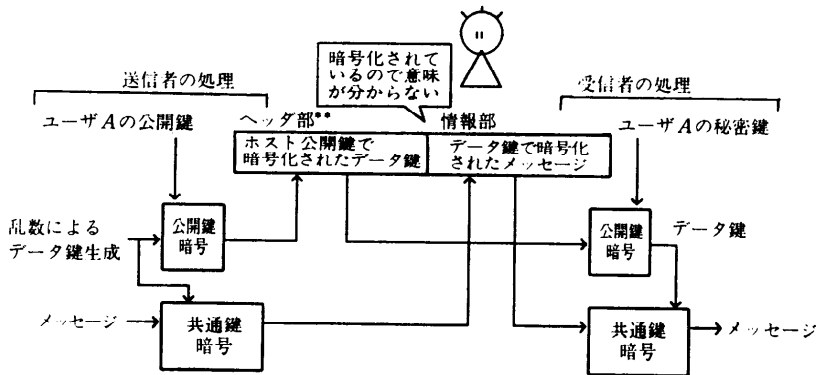 暗号化されて
いるので意味
が分からない
送信者の処理
受信者の処理
ユーザAの公開鍵
ヘッダ部**
情報部
ユーザAの秘密鍵
ホスト公開鍵で
暗号化されたデータ鍵
データ鍵で暗号化
されたメッセージ
乱数による
データ鍵生成
公開鍵
暗号
公開鍵
暗号
データ鍵
メッセージ
共通鍵
暗号
共通鍵
暗号
メッセージ